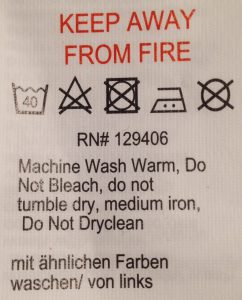 KEEP AWAY
FROM FIRE
40
RN# 129406
Machine Wash Warm, Do
Not Bleach, do not
tumble dry, medium iron,
Do Not Dryclean
mit ähnlichen Farben
waschen/ von links